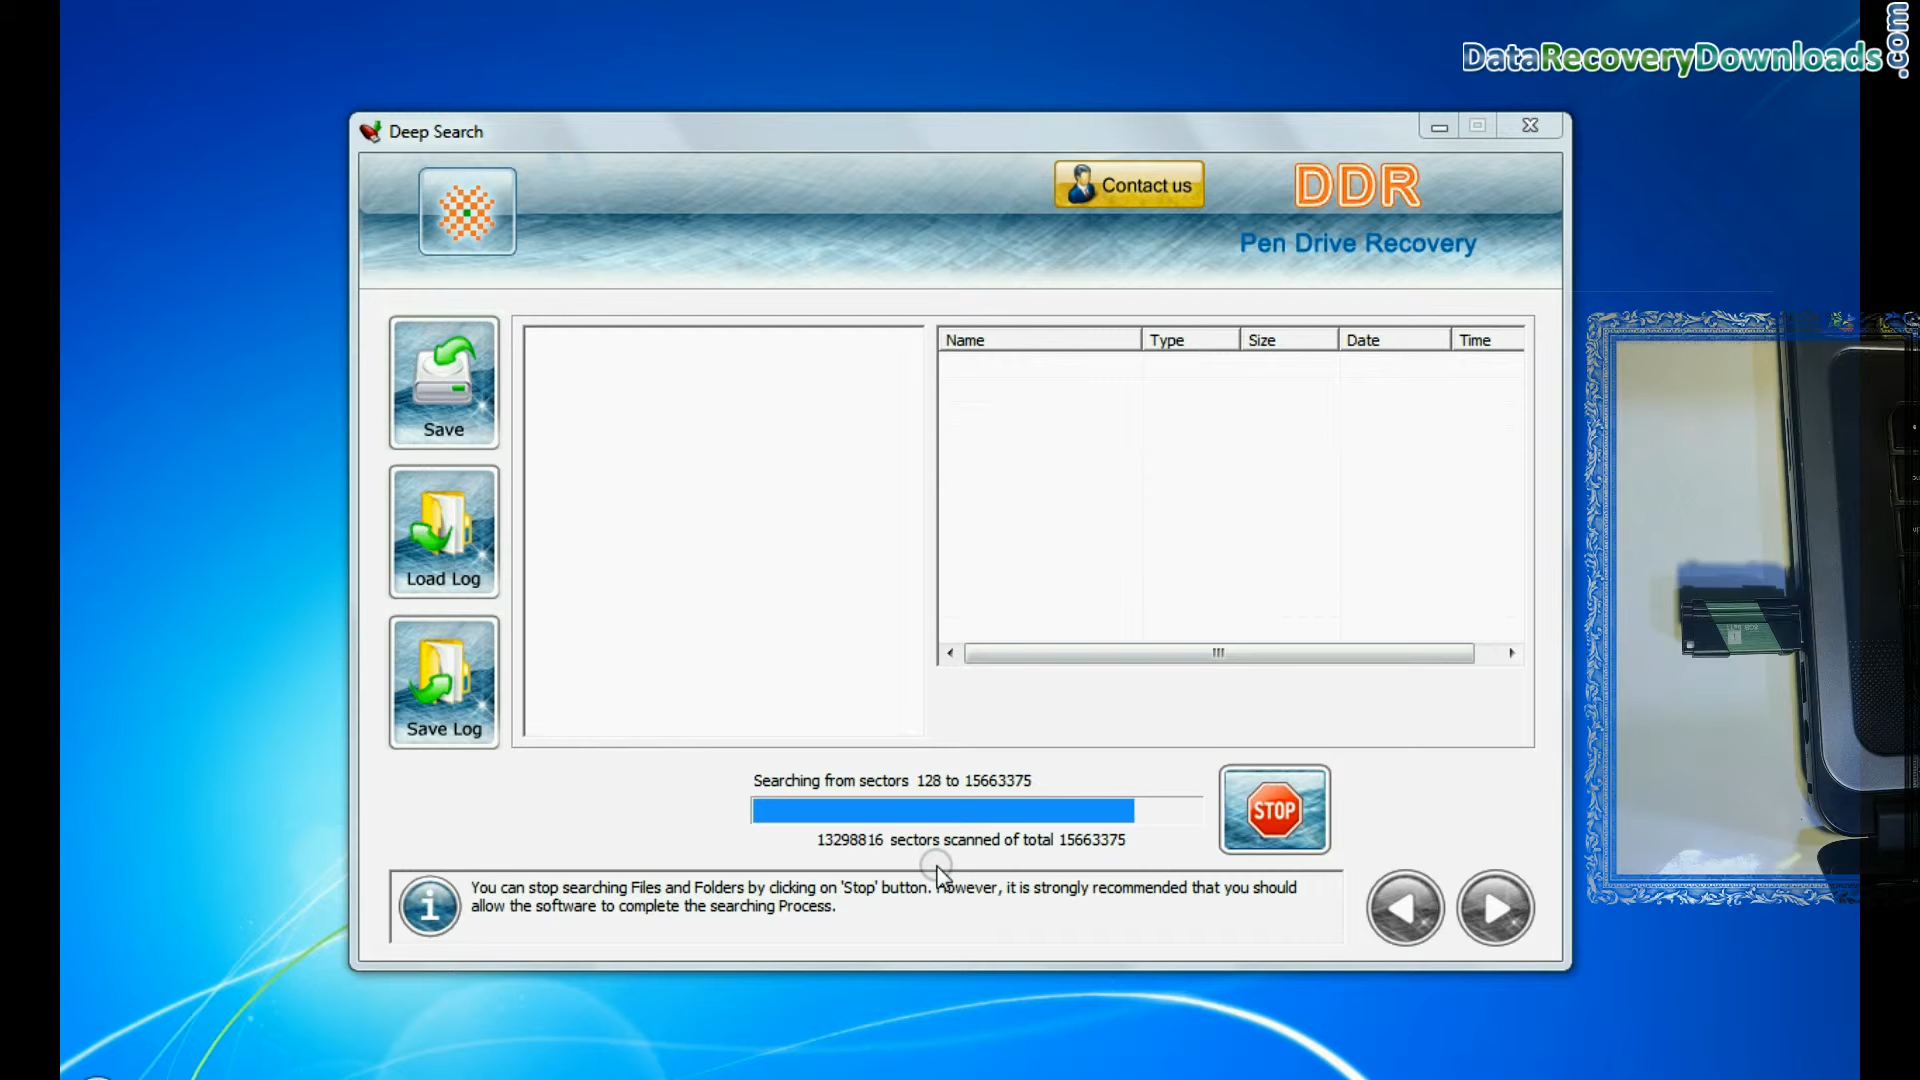 DataRecoveryDownloads.com
Deep Search
Contact us
DDR
Pen Drive Recovery
Save
Load Log
Save Log
Name Type Size Date Time
Searching from sectors 128 to 15663375
STOP
13298816 sectors scanned of total 15663375
You can stop searching Files and Folders by clicking on 'Stop' button. However, it is strongly recommended that you should
allow the software to complete the searching Process.
8GB